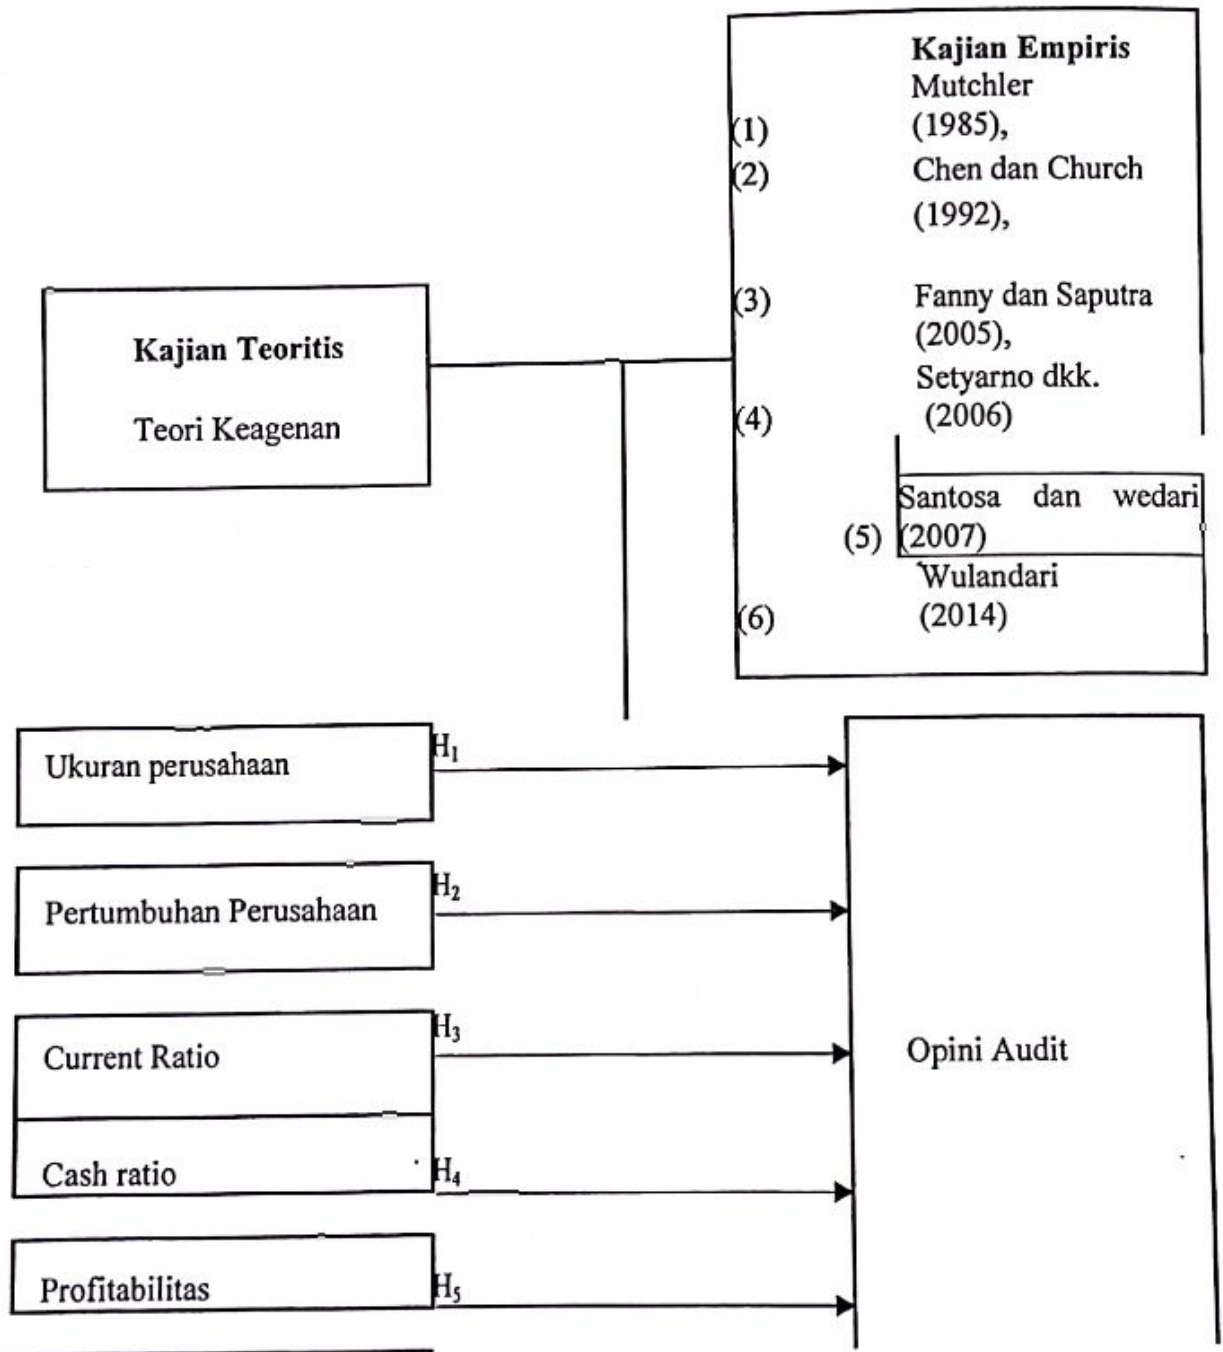 Kajian Empiris
Mutchler
(1) (1985),
(2) Chen dan Church
(1992),
(3) Fanny dan Saputra
(2005),
Setyarno dkk.
(4) (2006)
Santosa dan wedari
(5) (2007)
Wulandari
(6) (2014)
Kajian Teoritis
Teori Keagenan
Ukuran perusahaan
H₁
Pertumbuhan Perusahaan
H₂
Current Ratio
H₃
Cash ratio
H₄
Profitabilitas
H₅
Opini Audit